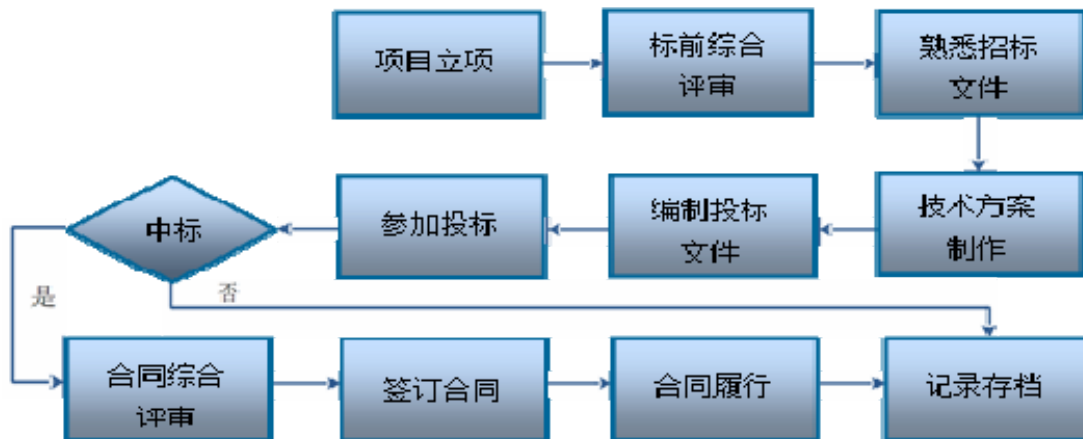 项目立项
标前综合
评审
熟悉招标
文件
技术方案
制作
编制投标
文件
参加投标
中标
是
否
合同综合
评审
签订合同
合同履行
记录存档